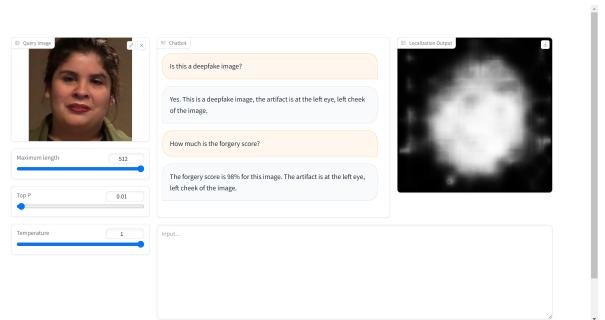 Query Image
Chatbot
Localization Output
Is this a deepfake image?
Yes. This is a deepfake image, the artifact is at the left eye, left cheek
of the image.
How much is the forgery score?
The forgery score is 98% for this image. The artifact is at the left eye,
left cheek of the image.
Maximum length
512
Top P
0.01
Temperature
1
Input...